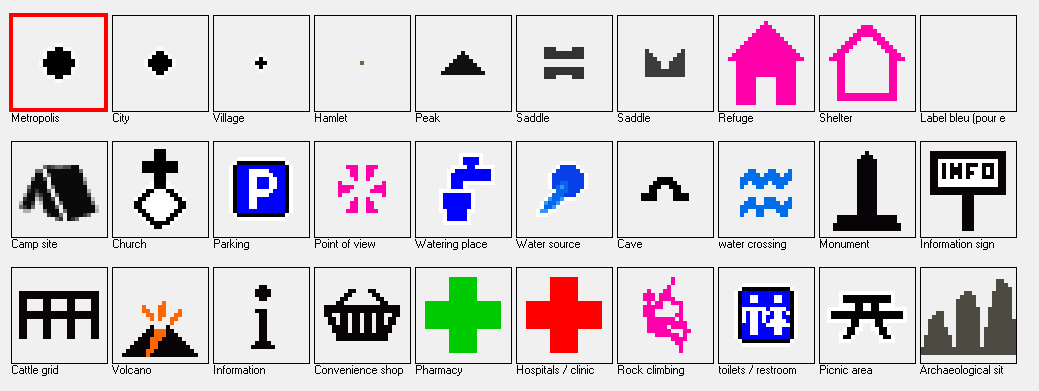 Metropolis City Village Hamlet Peak Saddle Saddle Refuge Shelter Label bleu (pour e
P INFO
Camp site Church Parking Point of view Watering place Water source Cave water crossing Monument Information sign
i
Cattle grid Volcano Information Convenience shop Pharmacy Hospitals / clinic Rock climbing toilets / restroom Picnic area Archaeological sit